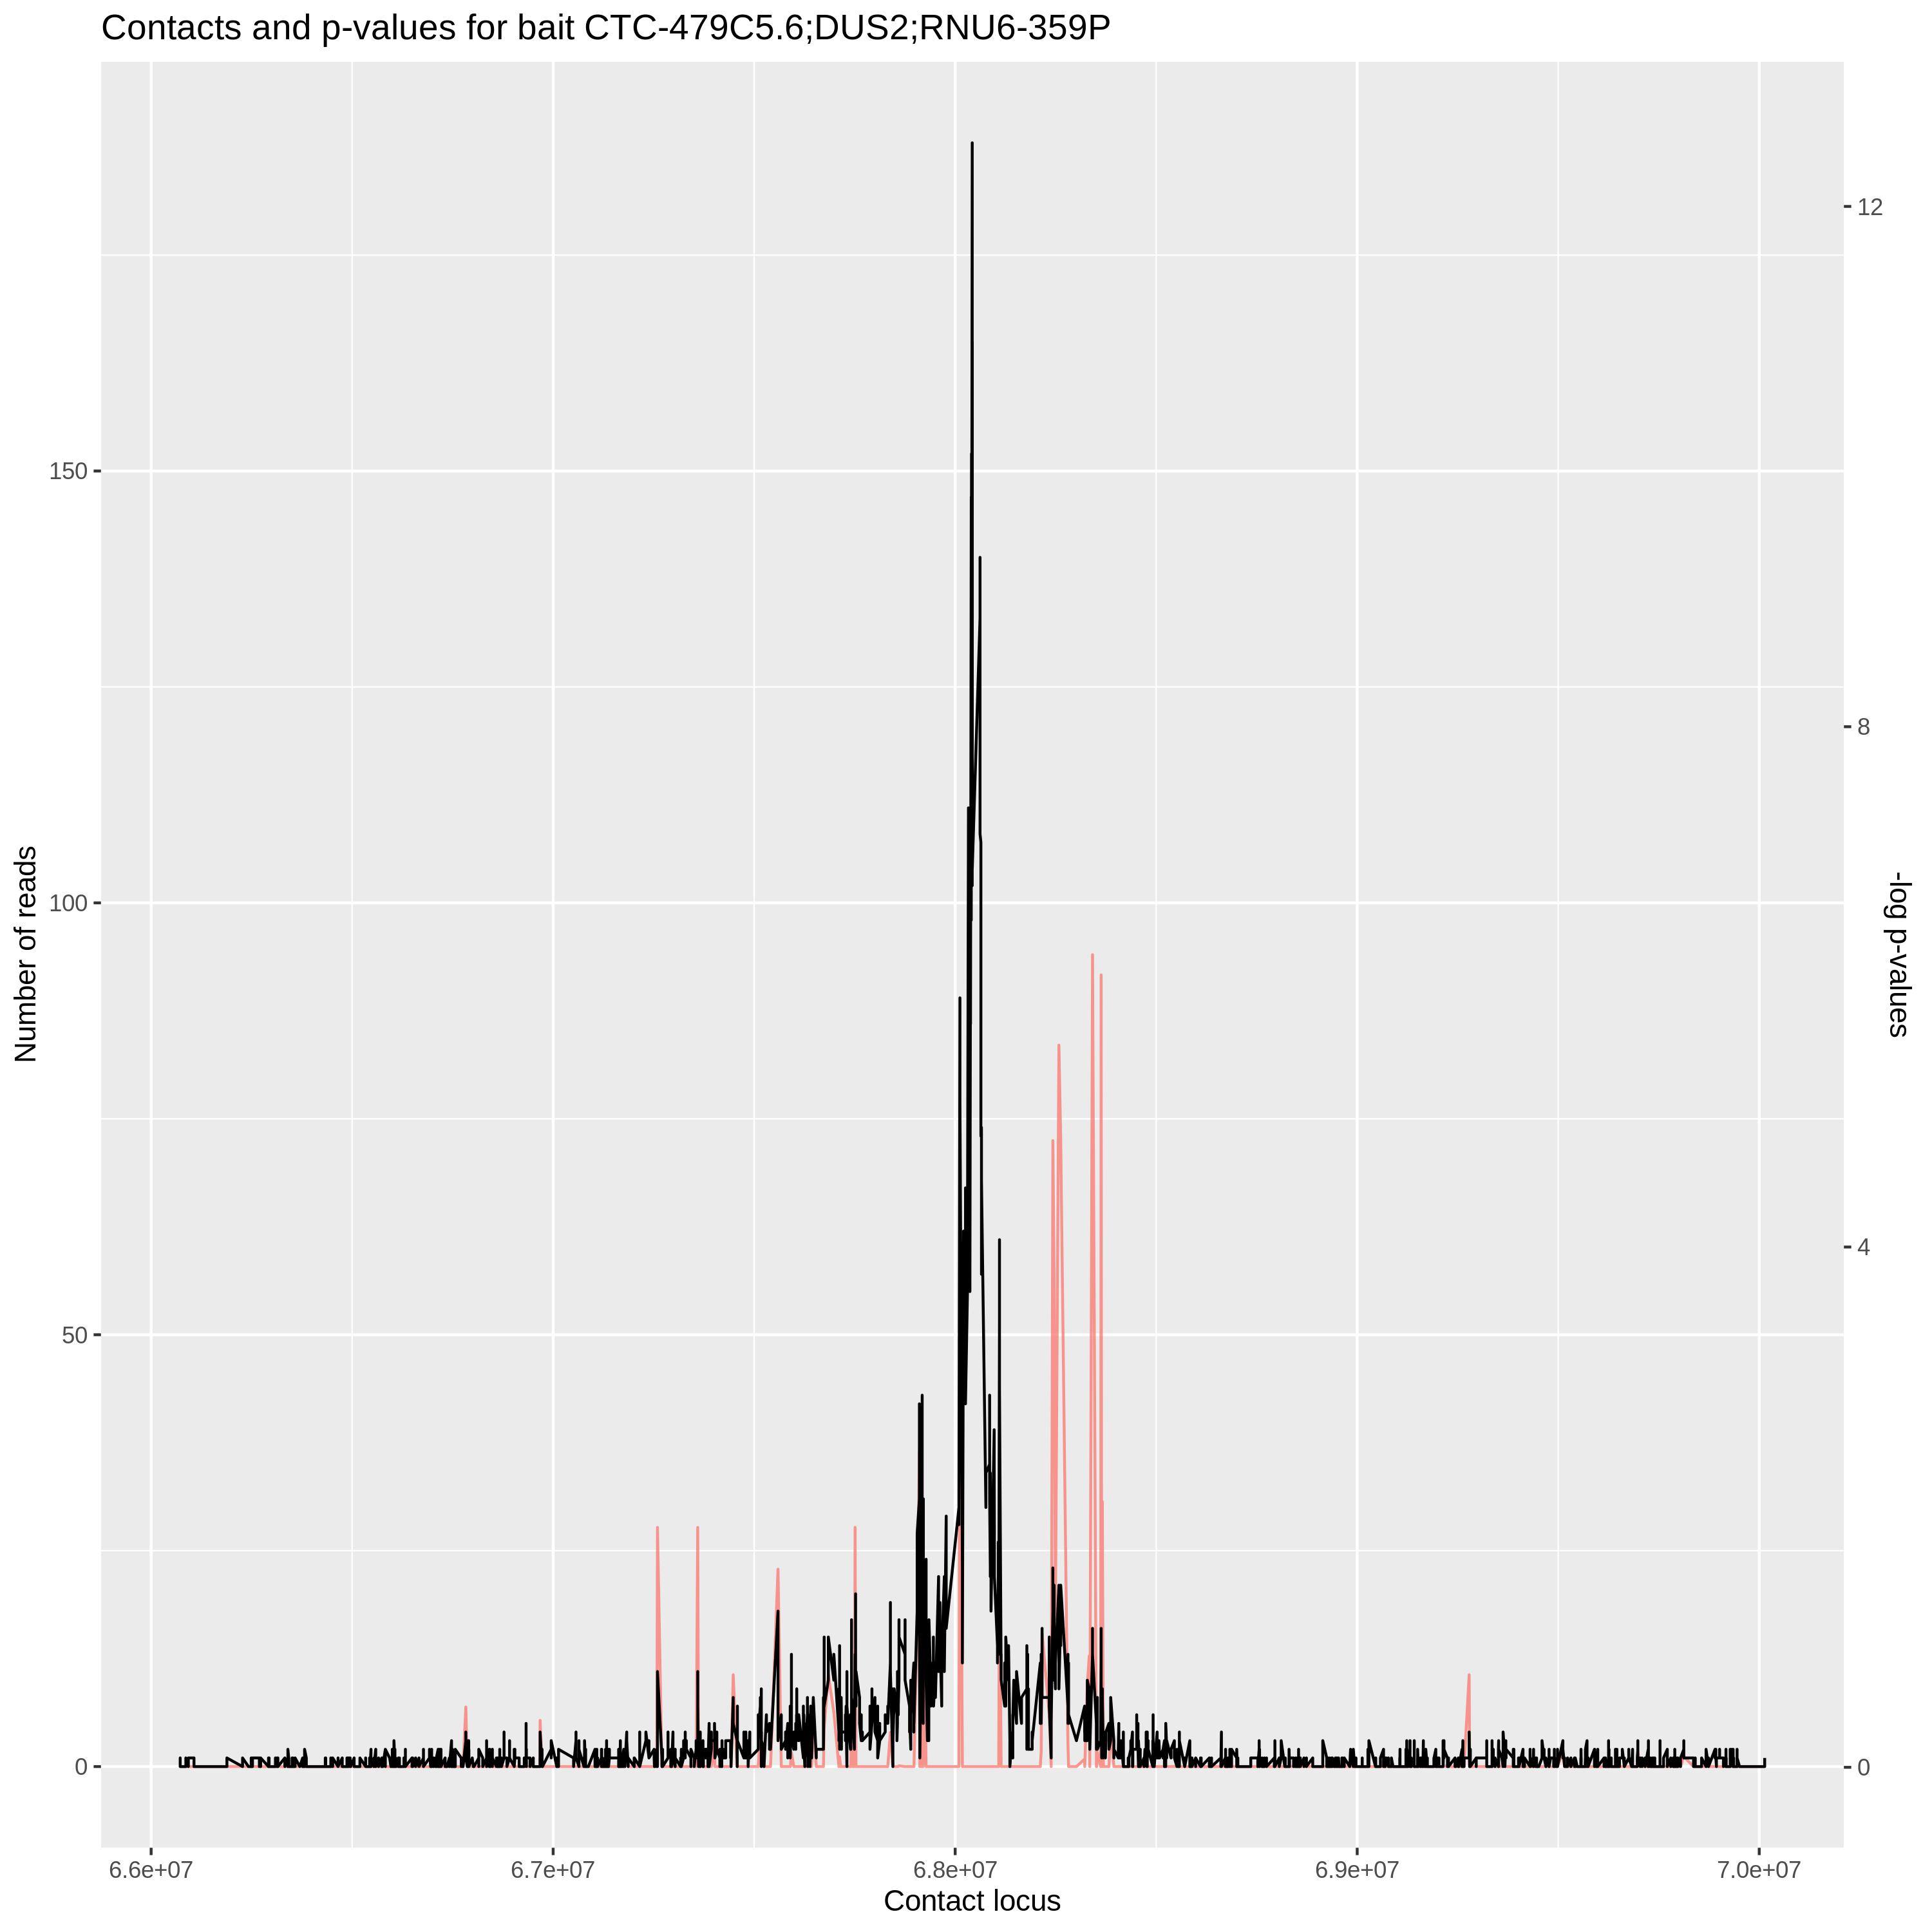 Contacts and p-values for bait CTC-479C5.6;DUS2;RNU6-359P
12
150
8
100
Number of reads
-log p-values
4
50
0
0
6.6e+07
6.7e+07
6.8e+07
6.9e+07
7.0e+07
Contact locus